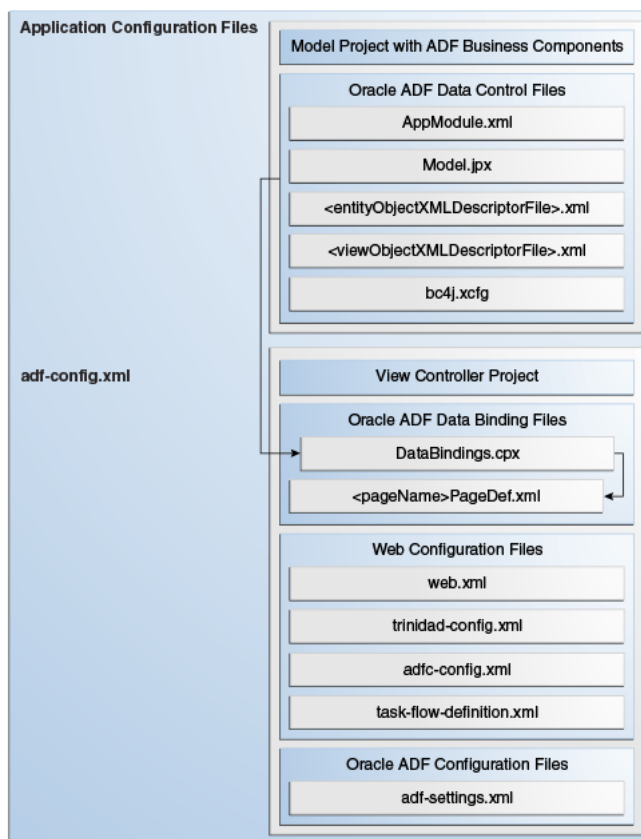 Application Configuration Files
Model Project with ADF Business Components
Oracle ADF Data Control Files
AppModule.xml
Model.jpx
<entityObjectXMLDescriptorFile>.xml
<viewObjectXMLDescriptorFile>.xml
bc4j.xcfg
adf-config.xml
View Controller Project
Oracle ADF Data Binding Files
DataBindings.cpx
<pageName>PageDef.xml
Web Configuration Files
web.xml
trinidad-config.xml
adfc-config.xml
task-flow-definition.xml
Oracle ADF Configuration Files
adf-settings.xml